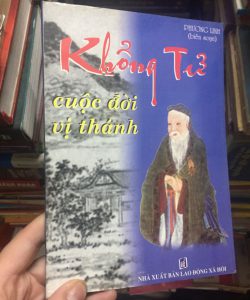 PHƯƠNG LINH
(biên soạn)
Khổng Tử
cuộc đời
vị thánh
NHÀ XUẤT BẢN LAO ĐỘNG XÃ HỘI